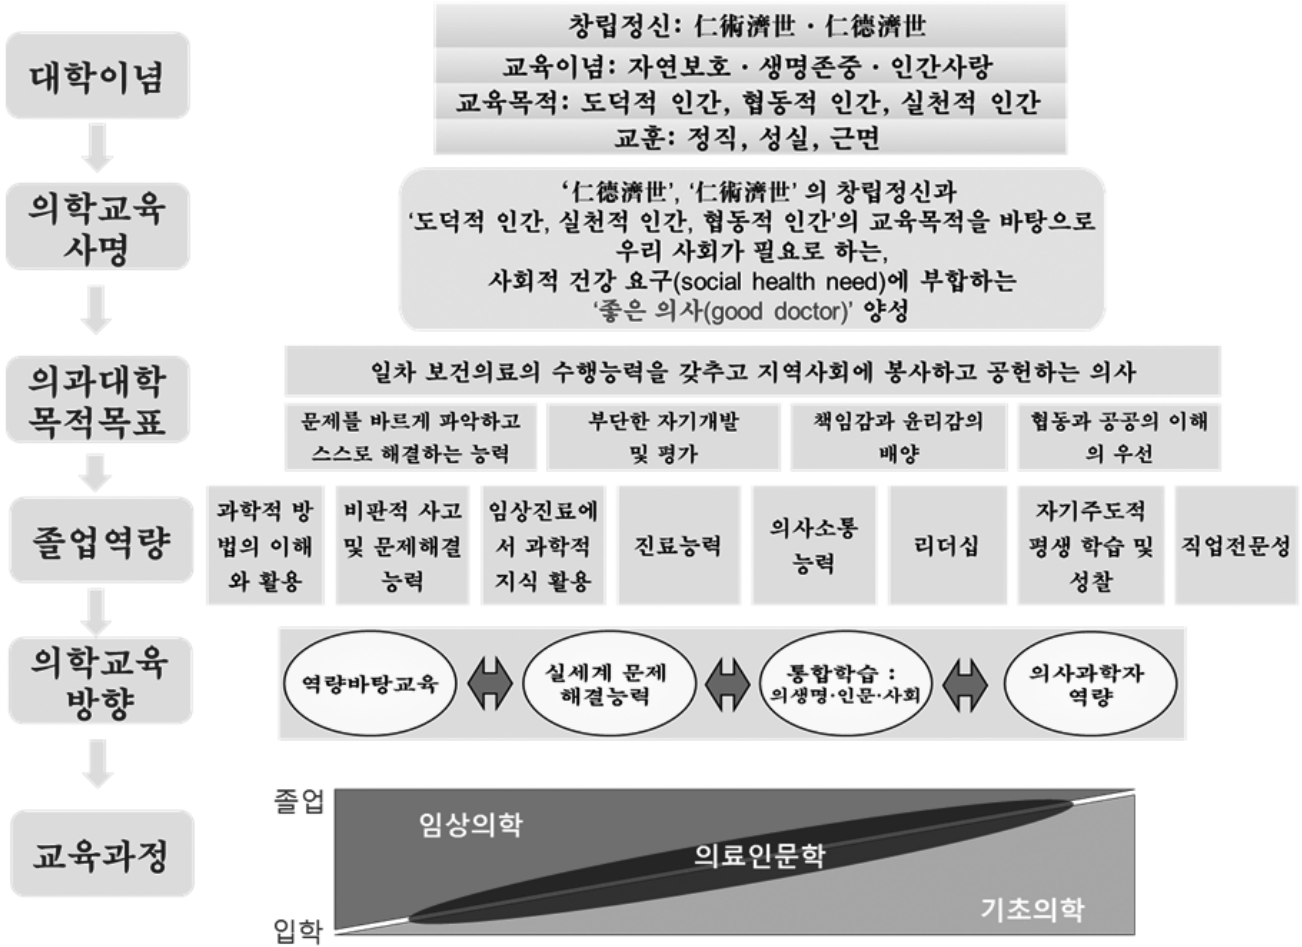 대학이념
창립정신: 仁術濟世 · 仁德濟世
교육이념: 자연보호 · 생명존중 · 인간사랑
교육목적: 도덕적 인간, 협동적 인간, 실천적 인간
교훈: 정직, 성실, 근면
의학교육
사명
‘仁德濟世’, ‘仁術濟世’ 의 창립정신과
‘도덕적 인간, 실천적 인간, 협동적 인간’의 교육목적을 바탕으로
우리 사회가 필요로 하는,
사회적 건강 요구(social health need)에 부합하는
‘좋은 의사(good doctor)’ 양성
의과대학
목적목표
일차 보건의료의 수행능력을 갖추고 지역사회에 봉사하고 공헌하는 의사
문제를 바르게 파악하고
스스로 해결하는 능력
부단한 자기개발
및 평가
책임감과 윤리감의
배양
협동과 공공의 이해
의 우선
졸업역량
과학적 방
법의 이해
와 활용
비판적 사고
및 문제해결
능력
임상진료에
서 과학적
지식 활용
진료능력
의사소통
능력
리더십
자기주도적
평생 학습 및
성찰
직업전문성
의학교육
방향
역량바탕교육
실세계 문제
해결능력
통합학습 :
의생명·인문·사회
의사과학자
역량
교육과정
졸업
임상의학
의료인문학
기초의학
입학